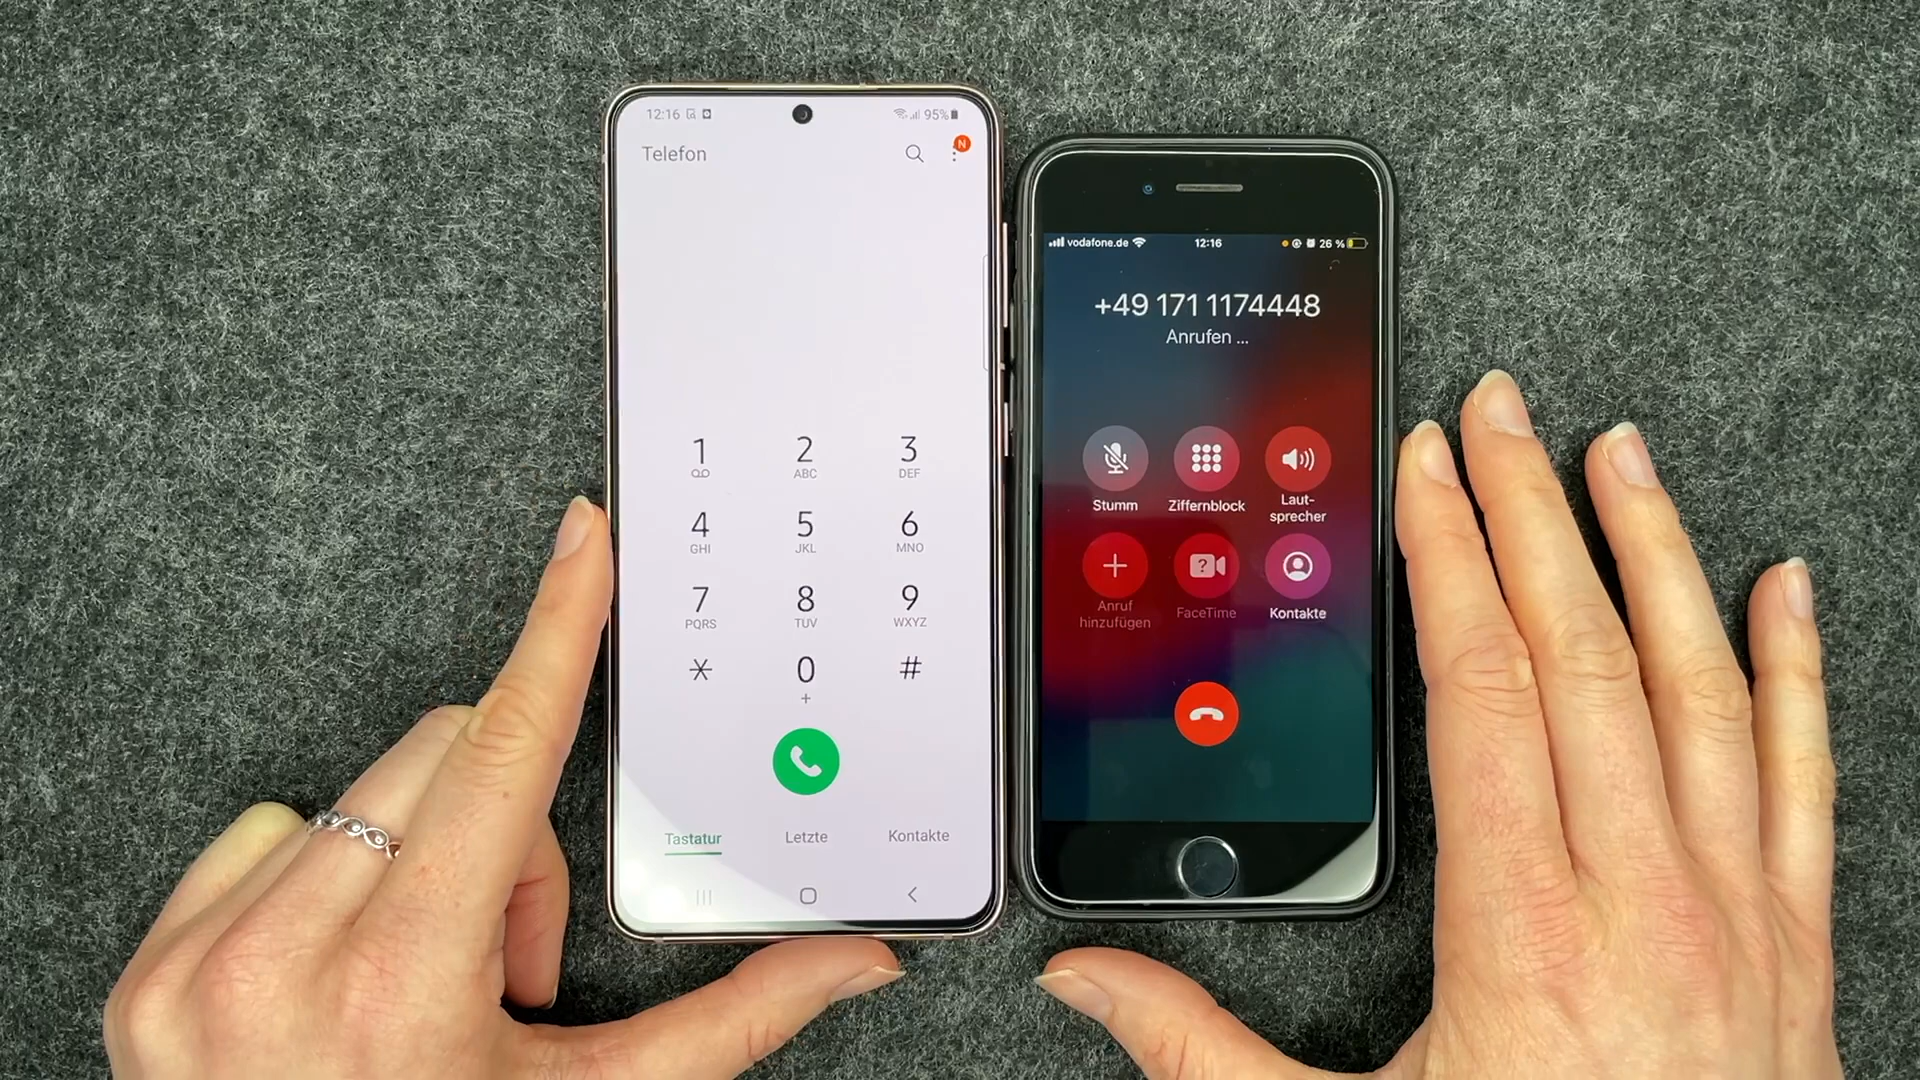 12:16
95%
Telefon
N
1
2
ABC
3
DEF
4
GHI
5
JKL
6
MNO
7
PQRS
8
TUV
9
WXYZ
*
0
+
#
Tastatur
Letzte
Kontakte
vodafone.de
12:16
26 %
+49 171 1174448
Anrufen ...
Stumm
Ziffernblock
Laut-
sprecher
?
Anruf
hinzufügen
FaceTime
Kontakte